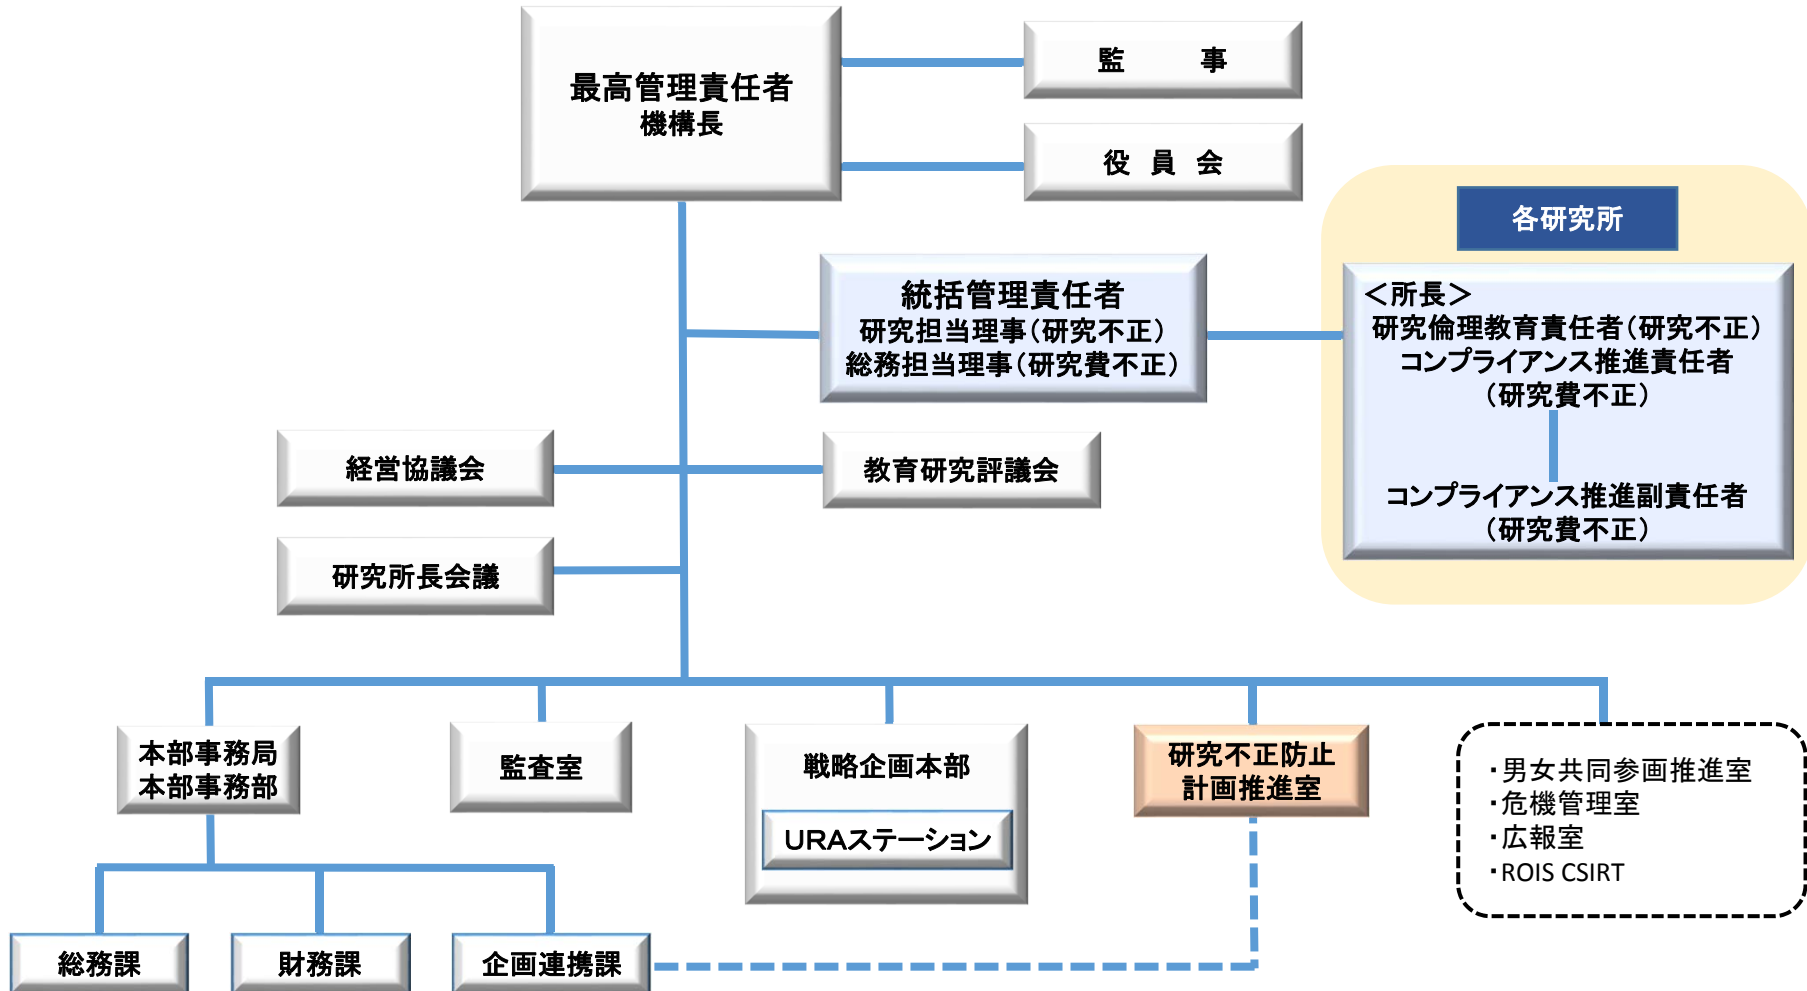 最高管理責任者
機構長
監　　事
役 員 会
各研究所
統括管理責任者
研究担当理事（研究不正）
総務担当理事（研究費不正）
＜所長＞
研究倫理教育責任者（研究不正）
コンプライアンス推進責任者
（研究費不正）
コンプライアンス推進副責任者
（研究費不正）
経営協議会
教育研究評議会
研究所長会議
本部事務局
本部事務部
監査室
戦略企画本部
URAステーション
研究不正防止
計画推進室
・男女共同参画推進室
・危機管理室
・広報室
・ROIS CSIRT
総務課
財務課
企画連携課